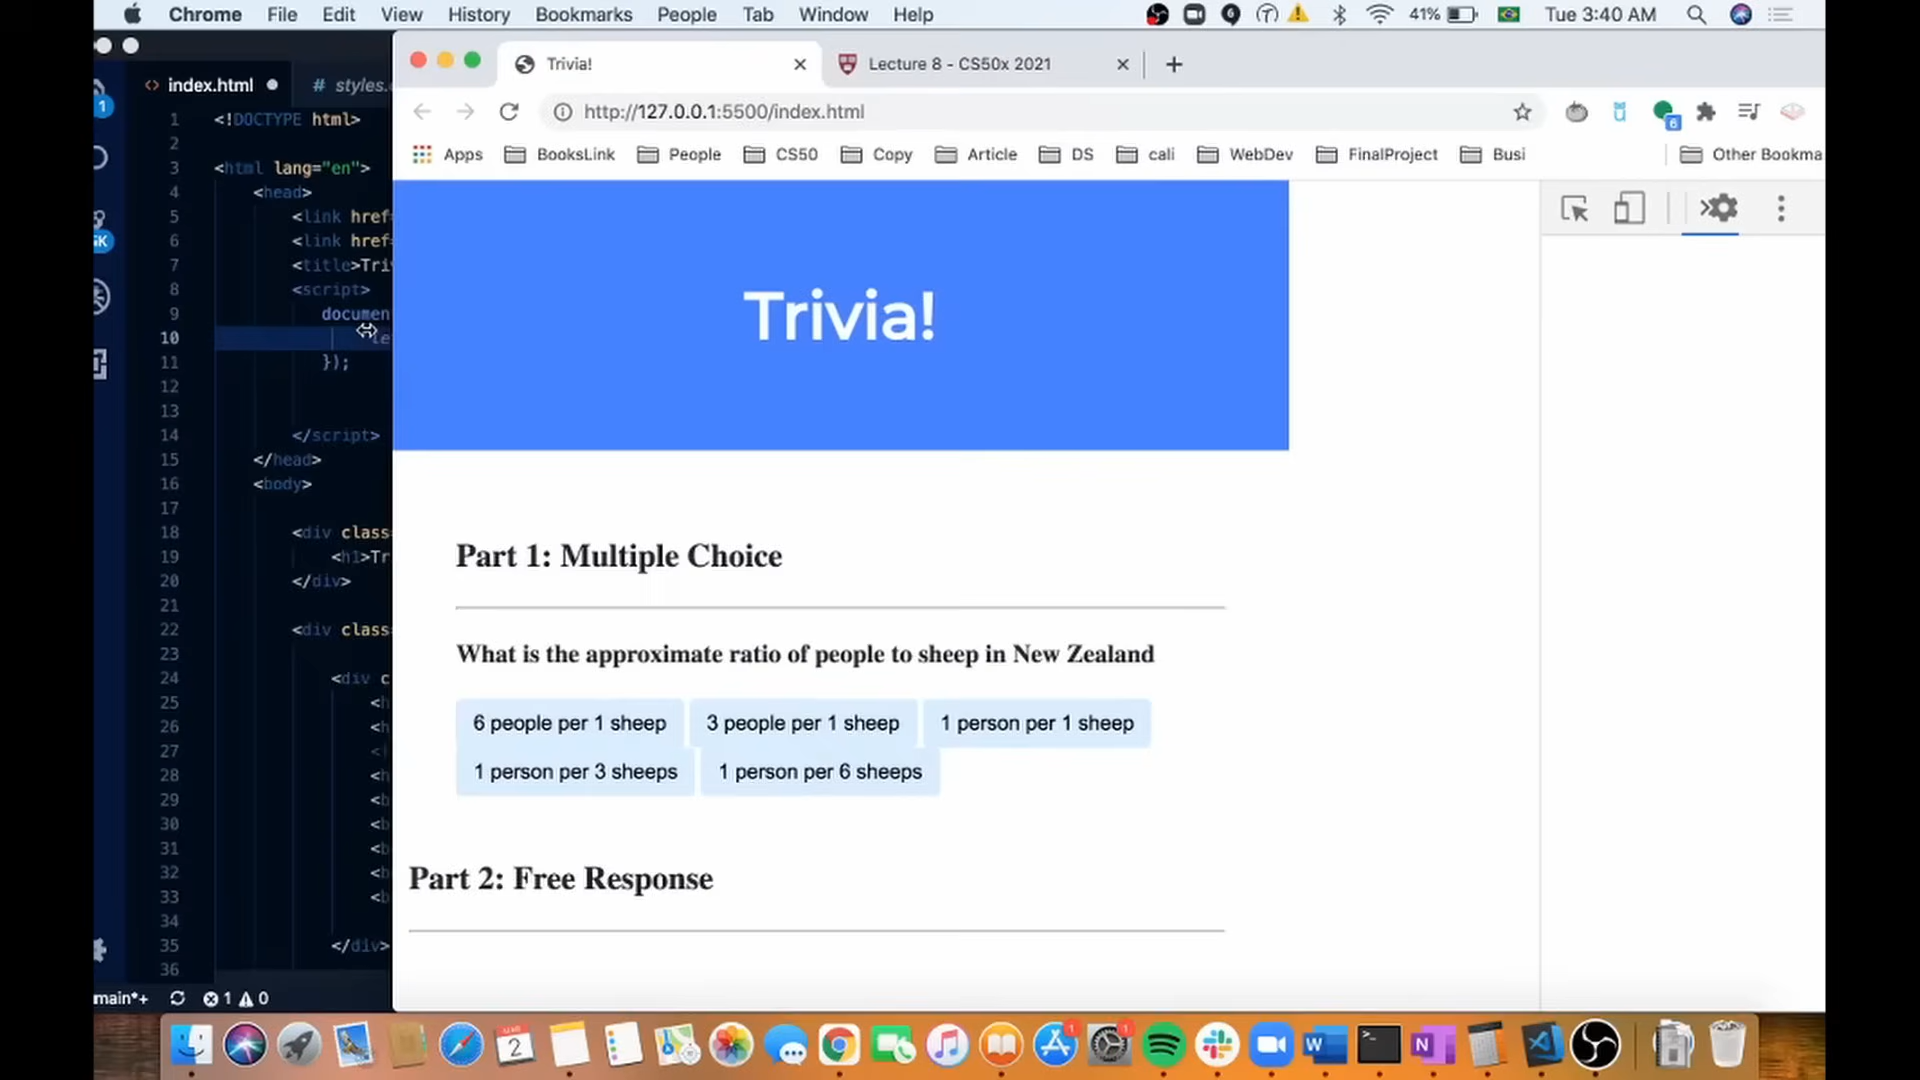 Chrome File Edit View History Bookmarks People Tab Window Help 41% Tue 3:40 AM
Trivia! Lecture 8 - CS50x 2021
http://127.0.0.1:5500/index.html
Apps BooksLink People CS50 Copy Article DS cali WebDev FinalProject Busi Other Bookma
index.html # styles.
1 <!DOCTYPE html>
2
3 <html lang="en">
4 <head>
5 <link href
6 <link href
7 <title>Tri
8 <script>
9 documen
10 le
11 });
12
13
14 </script>
15 </head>
16 <body>
17
18 <div class
19 <h1>Tr
20 </div>
21
22 <div class
23
24 <div c
25 <h
26 <h
27 <
28 <h
29 <b
30 <b
31 <b
32 <b
33 <b
34
35 </div>
36
main*+ 1 0
Trivia!
Part 1: Multiple Choice
What is the approximate ratio of people to sheep in New Zealand
6 people per 1 sheep 3 people per 1 sheep 1 person per 1 sheep
1 person per 3 sheeps 1 person per 6 sheeps
Part 2: Free Response